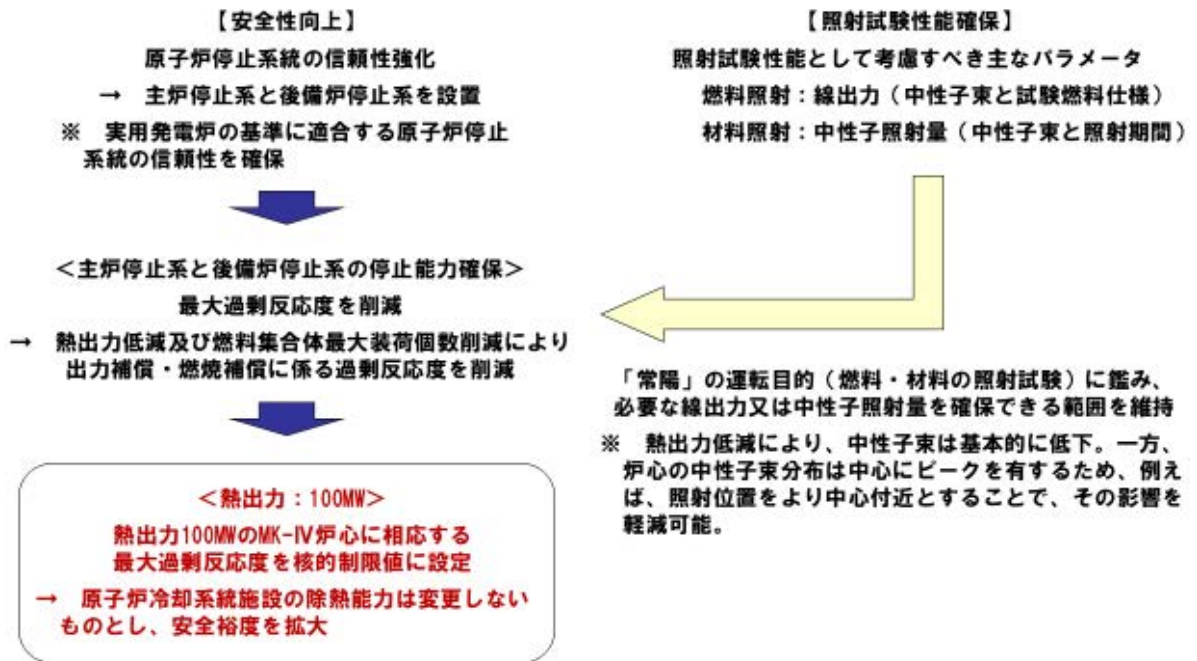 【安全性向上】
原子炉停止系統の信頼性強化
→　主炉停止系と後備炉停止系を設置
※　実用発電炉の基準に適合する原子炉停止
系統の信頼性を確保
＜主炉停止系と後備炉停止系の停止能力確保＞
最大過剰反応度を削減
→　熱出力低減及び燃料集合体最大装荷個数削減により
出力補償・燃焼補償に係る過剰反応度を削減
＜熱出力：100MW＞
熱出力100MWのMK-Ⅳ炉心に相応する
最大過剰反応度を核的制限値に設定
→　原子炉冷却系統施設の除熱能力は変更しない
ものとし、安全裕度を拡大
【照射試験性能確保】
照射試験性能として考慮すべき主なパラメータ
燃料照射：線出力（中性子束と試験燃料仕様）
材料照射：中性子照射量（中性子束と照射期間）
「常陽」の運転目的（燃料・材料の照射試験）に鑑み、
必要な線出力又は中性子照射量を確保できる範囲を維持
※　熱出力低減により、中性子束は基本的に低下。一方、
炉心の中性子束分布は中心にピークを有するため、例え
ば、照射位置をより中心付近とすることで、その影響を
軽減可能。